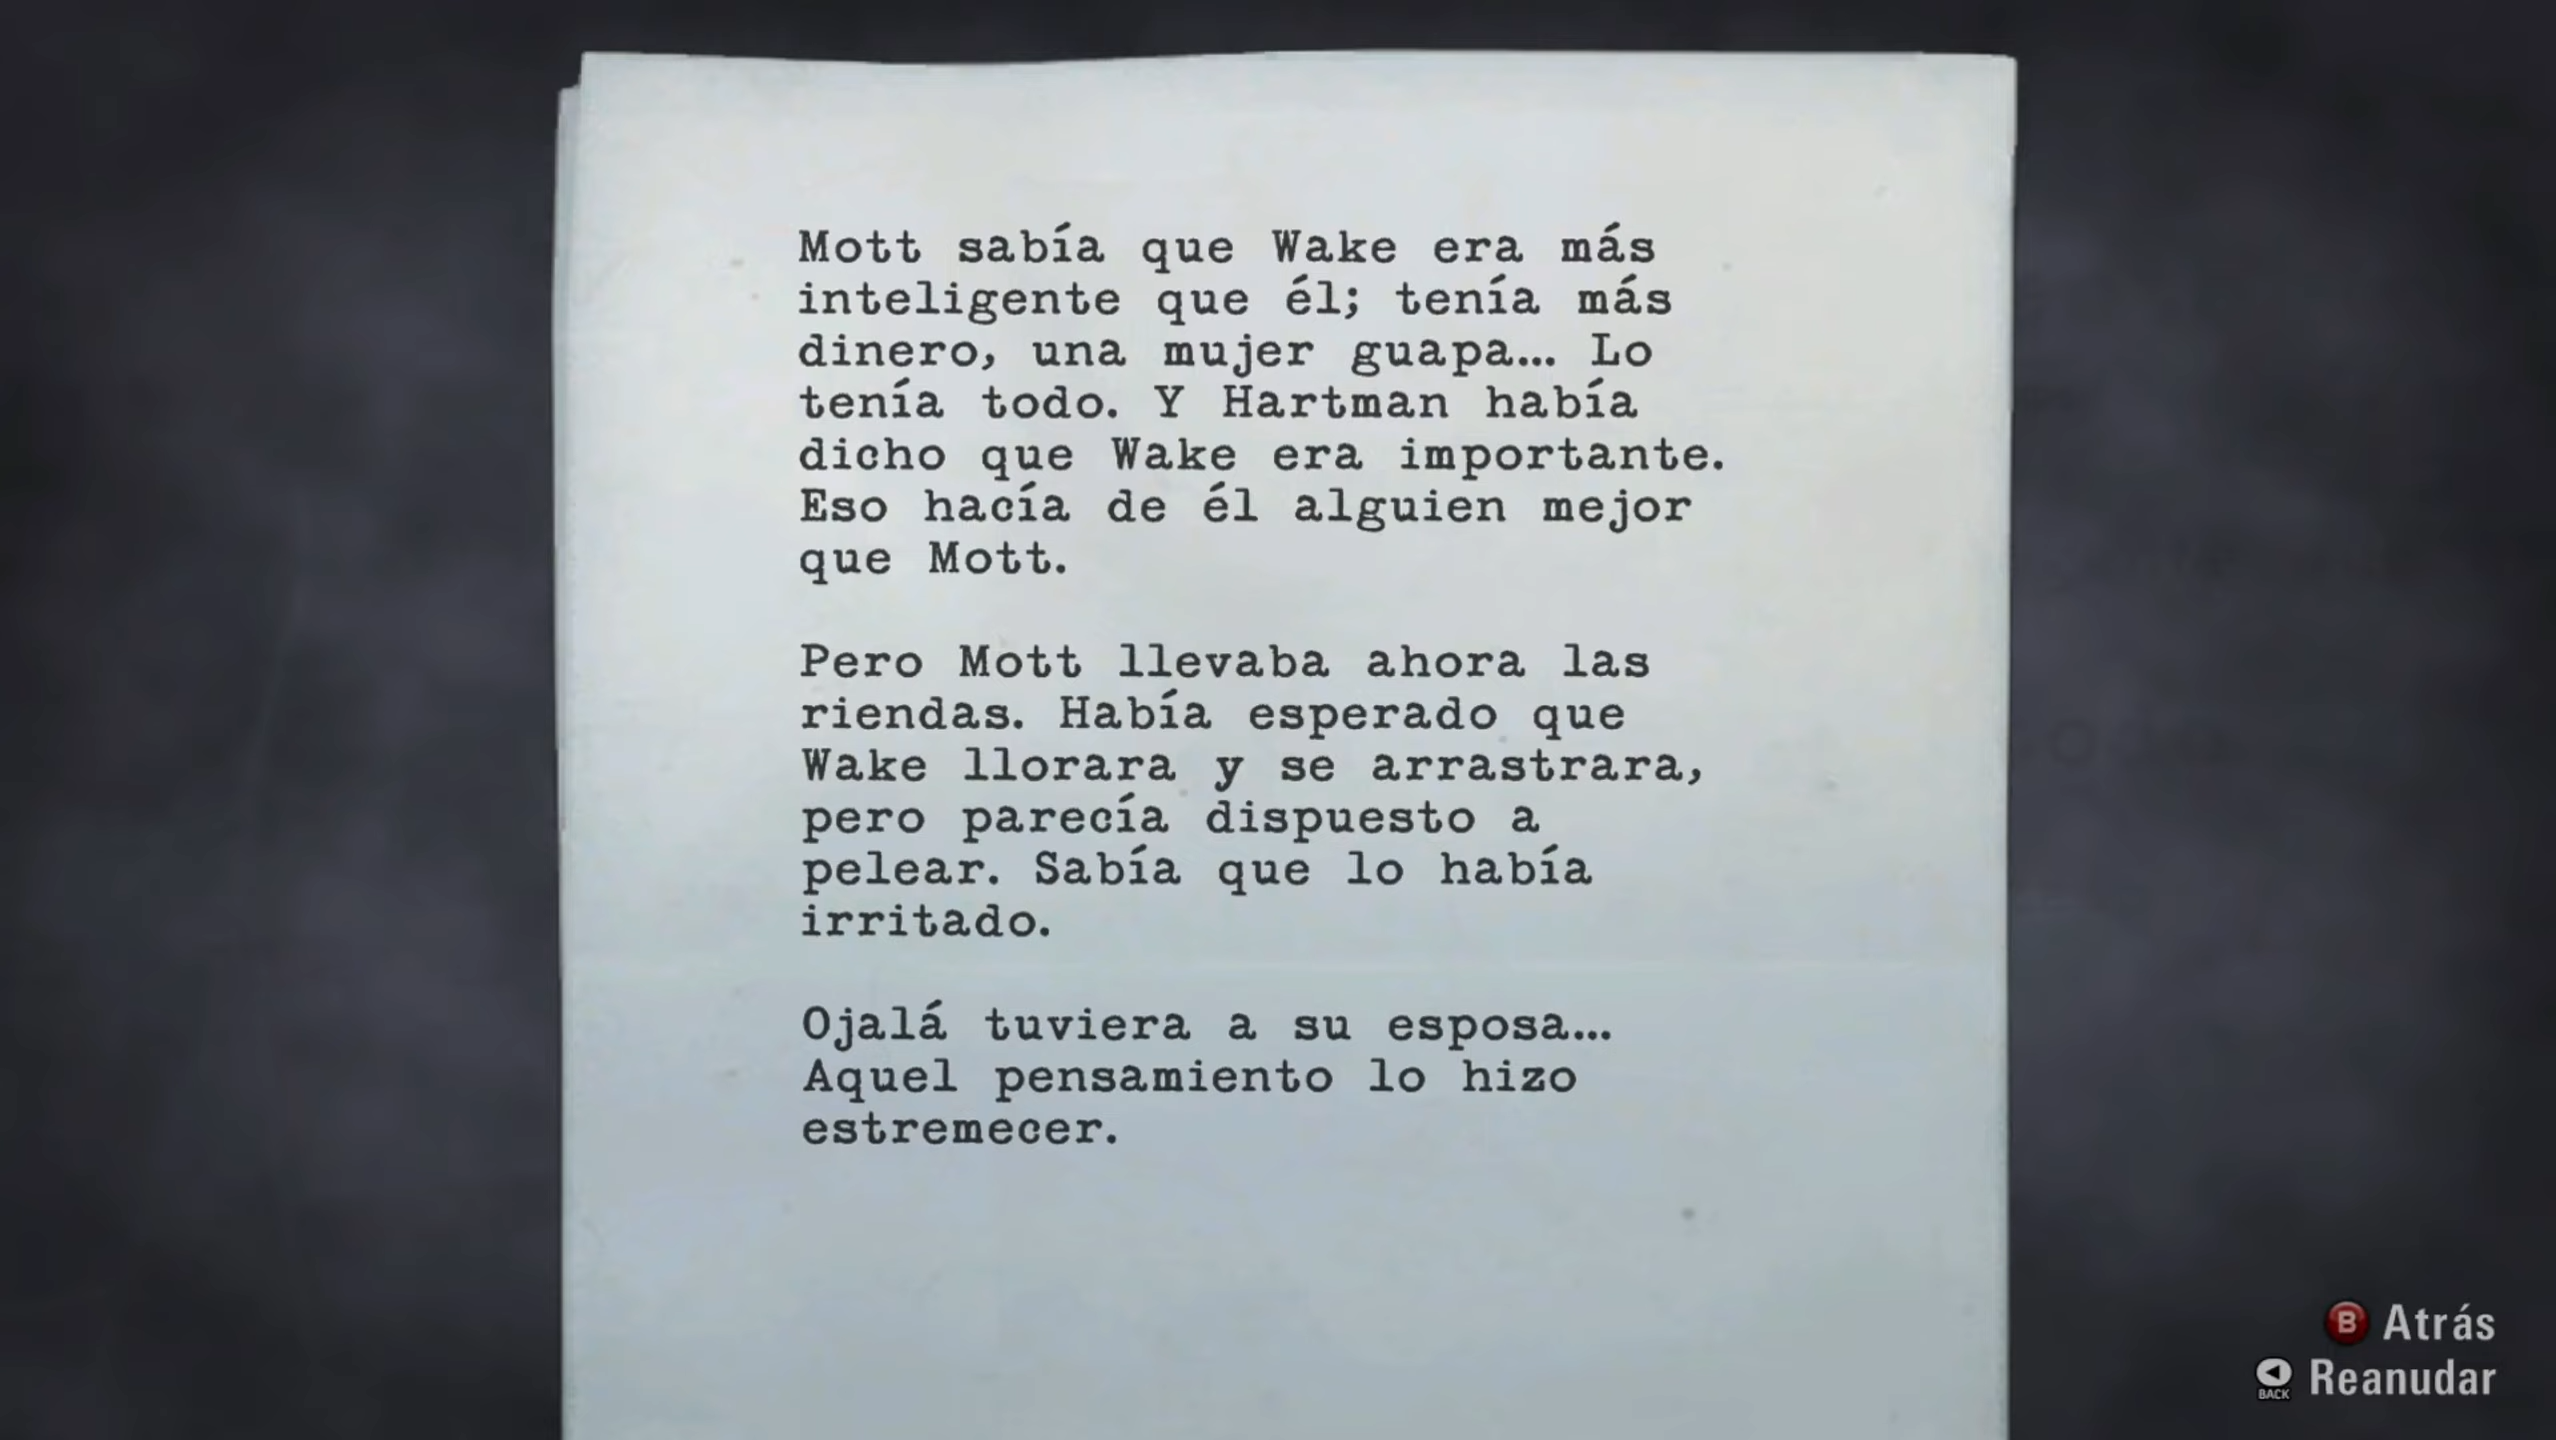 Mott sabía que Wake era más
inteligente que él; tenía más
dinero, una mujer guapa... Lo
tenía todo. Y Hartman había
dicho que Wake era importante.
Eso hacía de él alguien mejor
que Mott.
Pero Mott llevaba ahora las
riendas. Había esperado que
Wake llorara y se arrastrara,
pero parecía dispuesto a
pelear. Sabía que lo había
irritado.
Ojalá tuviera a su esposa...
Aquel pensamiento lo hizo
estremecer.
B Atrás
BACK Reanudar